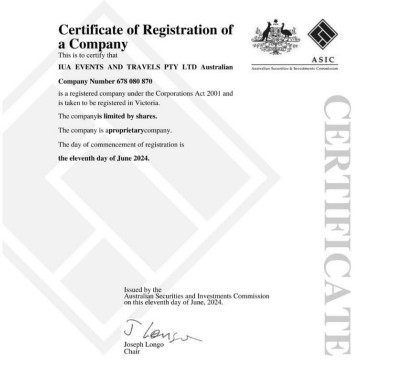 Certificate of Registration of
a Company
This is to certify that
IUA EVENTS AND TRAVELS PTY LTD Australian
Company Number 678 080 870
is a registered company under the Corporations Act 2001 and
is taken to be registered in Victoria.
The companyis limited by shares.
The company is aproprietarycompany.
The day of commencement of registration is
the eleventh day of June 2024.
ASIC
Australian Securities & Investments Commission
CERTIFICATE
Issued by the
Australian Securities and Investments Commission
on this eleventh day of June, 2024.
J Longo
Joseph Longo
Chair